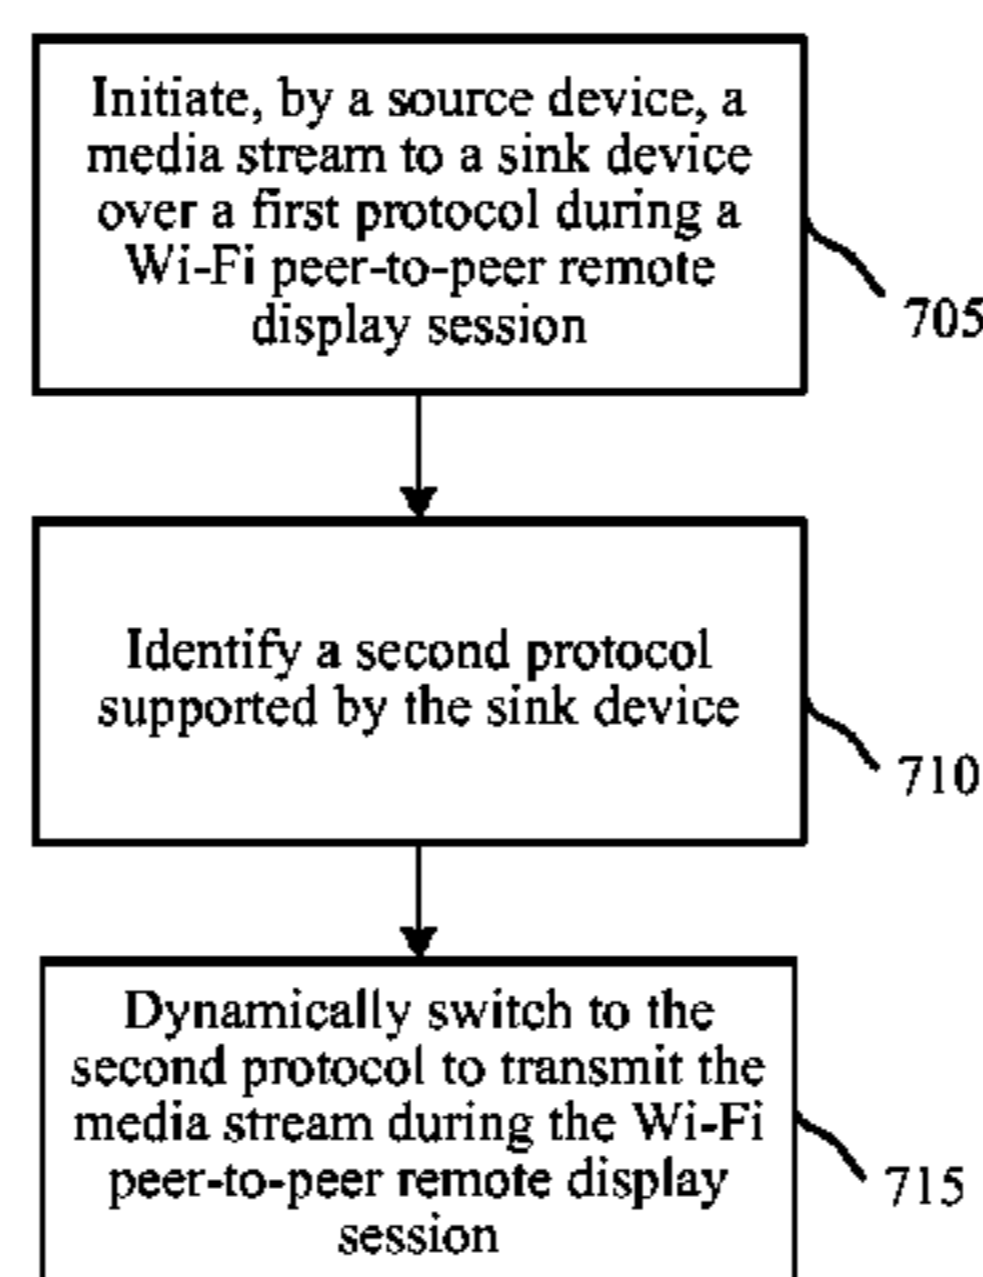 Initiate, by a source device, a
media stream to a sink device
over a first protocol during a
Wi-Fi peer-to-peer remote
display session
705
Identify a second protocol
supported by the sink device
710
Dynamically switch to the
second protocol to transmit the
media stream during the Wi-Fi
peer-to-peer remote display
session
715